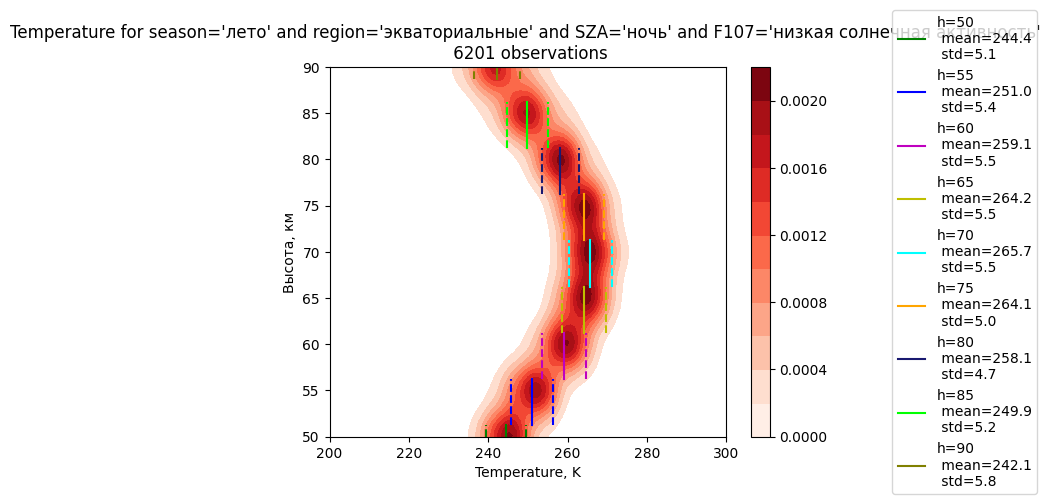 Temperature for season='лето' and region='экваториальные' and SZA='ночь' and F107='низкая солнечная активность'
6201 observations
90
85
80
75
70
65
60
55
50
Высота, км
200
220
240
260
280
300
Temperature, K
0.0020
0.0016
0.0012
0.0008
0.0004
0.0000
h=50
mean=244.4
std=5.1
h=55
mean=251.0
std=5.4
h=60
mean=259.1
std=5.5
h=65
mean=264.2
std=5.5
h=70
mean=265.7
std=5.5
h=75
mean=264.1
std=5.0
h=80
mean=258.1
std=4.7
h=85
mean=249.9
std=5.2
h=90
mean=242.1
std=5.8